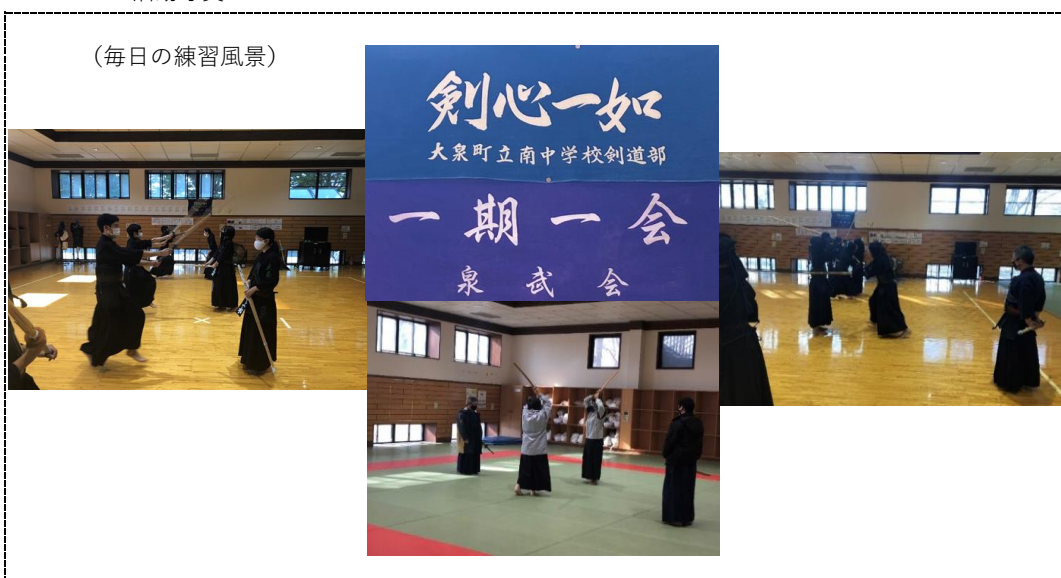 (毎日の練習風景)
剣心一如
大泉町立南中学校剣道部
一期一会
泉武会